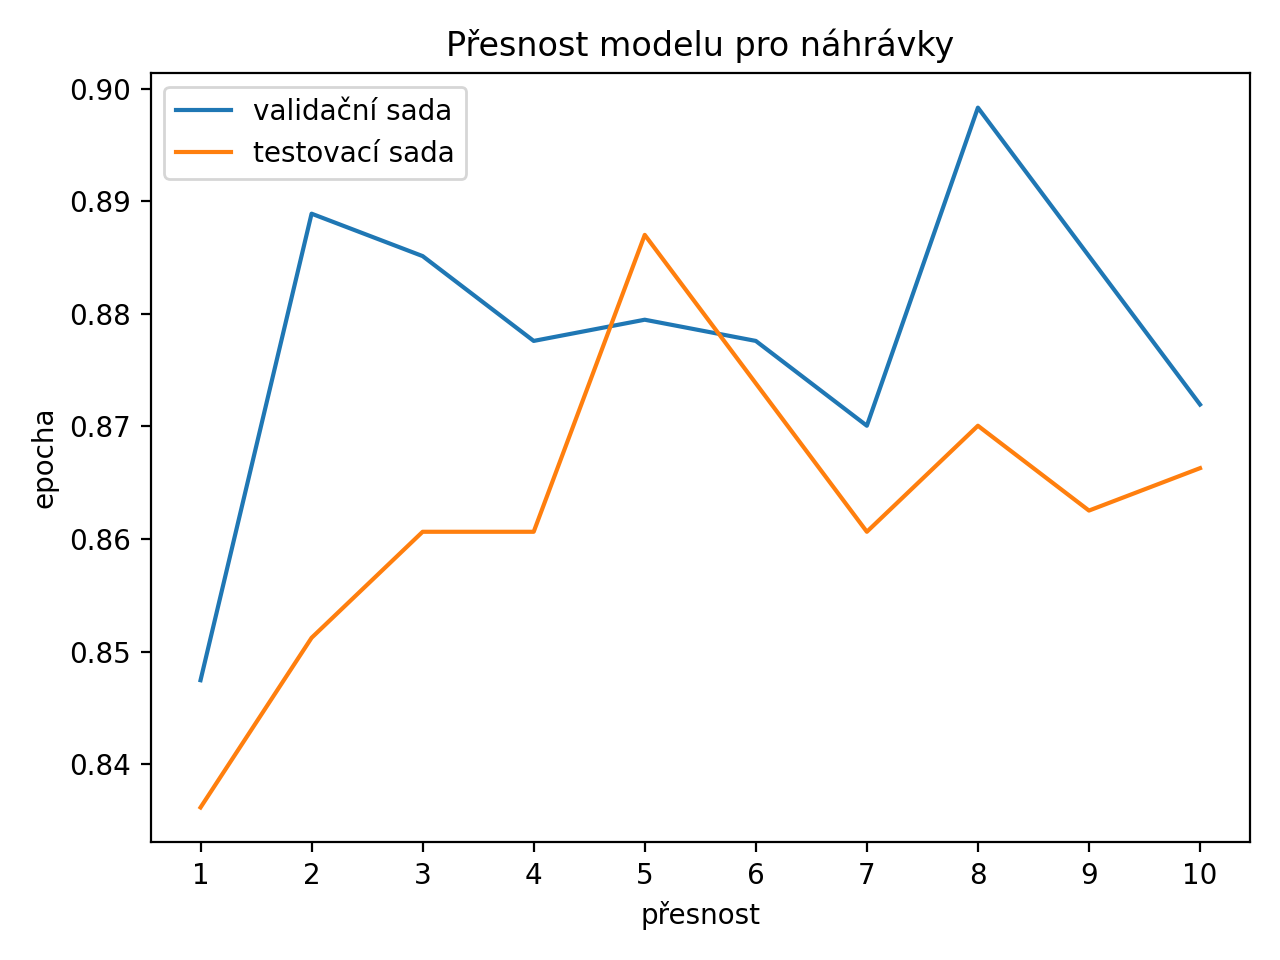 Přesnost modelu pro náhrávky
validační sada
testovací sada
0.90
0.89
0.88
0.87
0.86
0.85
0.84
epocha
1 2 3 4 5 6 7 8 9 10
přesnost